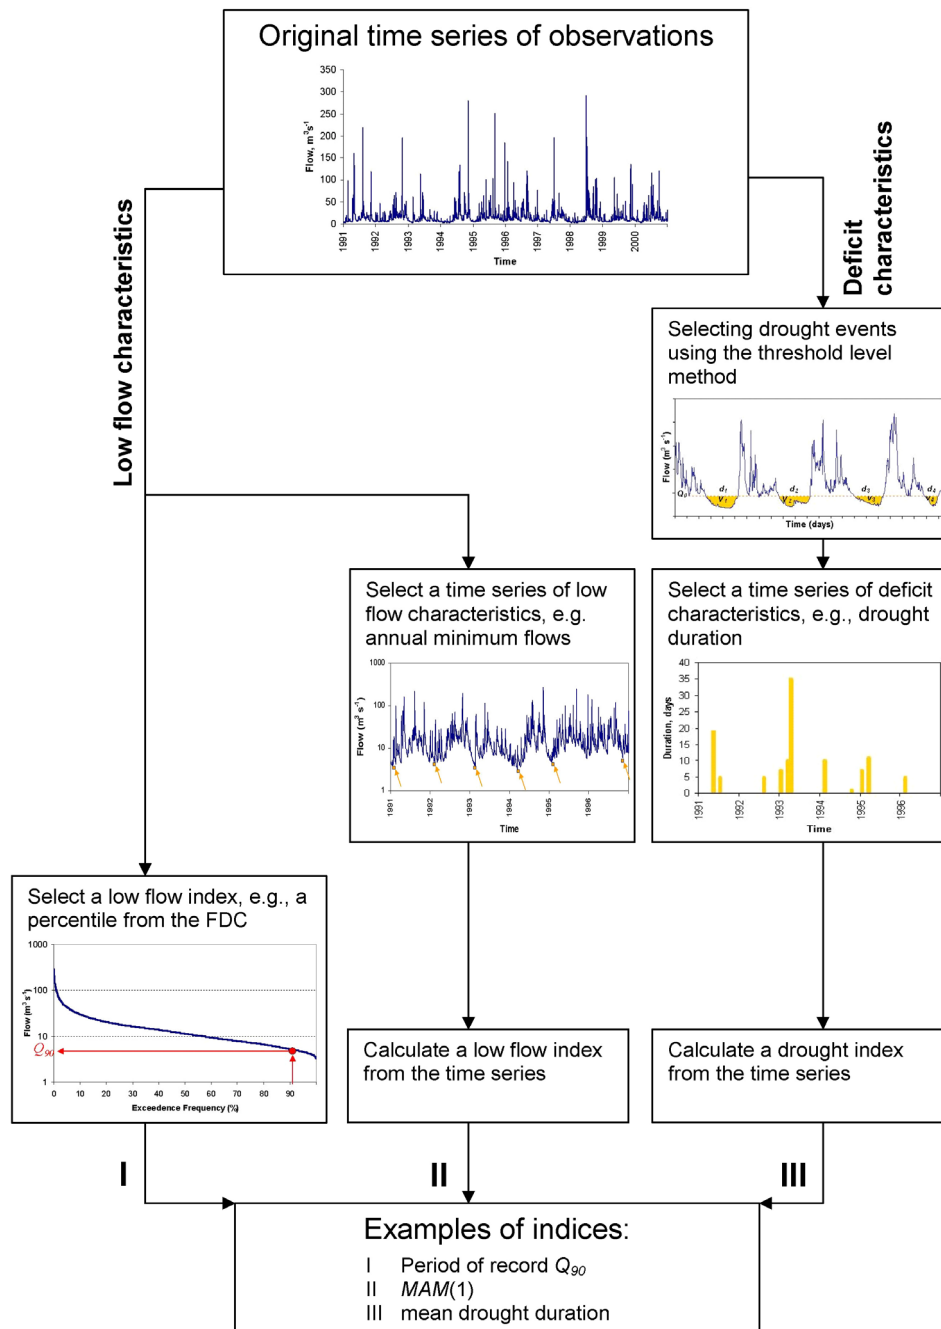 Original time series of observations
Flow, m³s⁻¹
350
300
250
200
150
100
50
0
1991
1992
1993
1994
1995
1996
1997
1998
1999
2000
Time
Low flow characteristics
Deficit
characteristics
Selecting drought events
using the threshold level
method
Flow (m³ s⁻¹)
d₁
d₂
d₃
d₄
V₁
V₂
V₃
V₄
Time (days)
Select a time series of low
flow characteristics, e.g.
annual minimum flows
Flow (m³ s⁻¹)
1000
100
10
1
1991
1992
1993
1994
1995
1996
Time
Select a time series of deficit
characteristics, e.g., drought
duration
Duration, days
40
35
30
25
20
15
10
5
0
1991
1992
1993
1994
1995
1996
Time
Select a low flow index, e.g., a
percentile from the FDC
Flow (m³ s⁻¹)
1000
100
10
Q₉₀
1
0 10 20 30 40 50 60 70 80 90
Exceedence Frequency (%)
Calculate a low flow index
from the time series
Calculate a drought index
from the time series
I
II
III
Examples of indices:
I Period of record Q₉₀
II MAM(1)
III mean drought duration